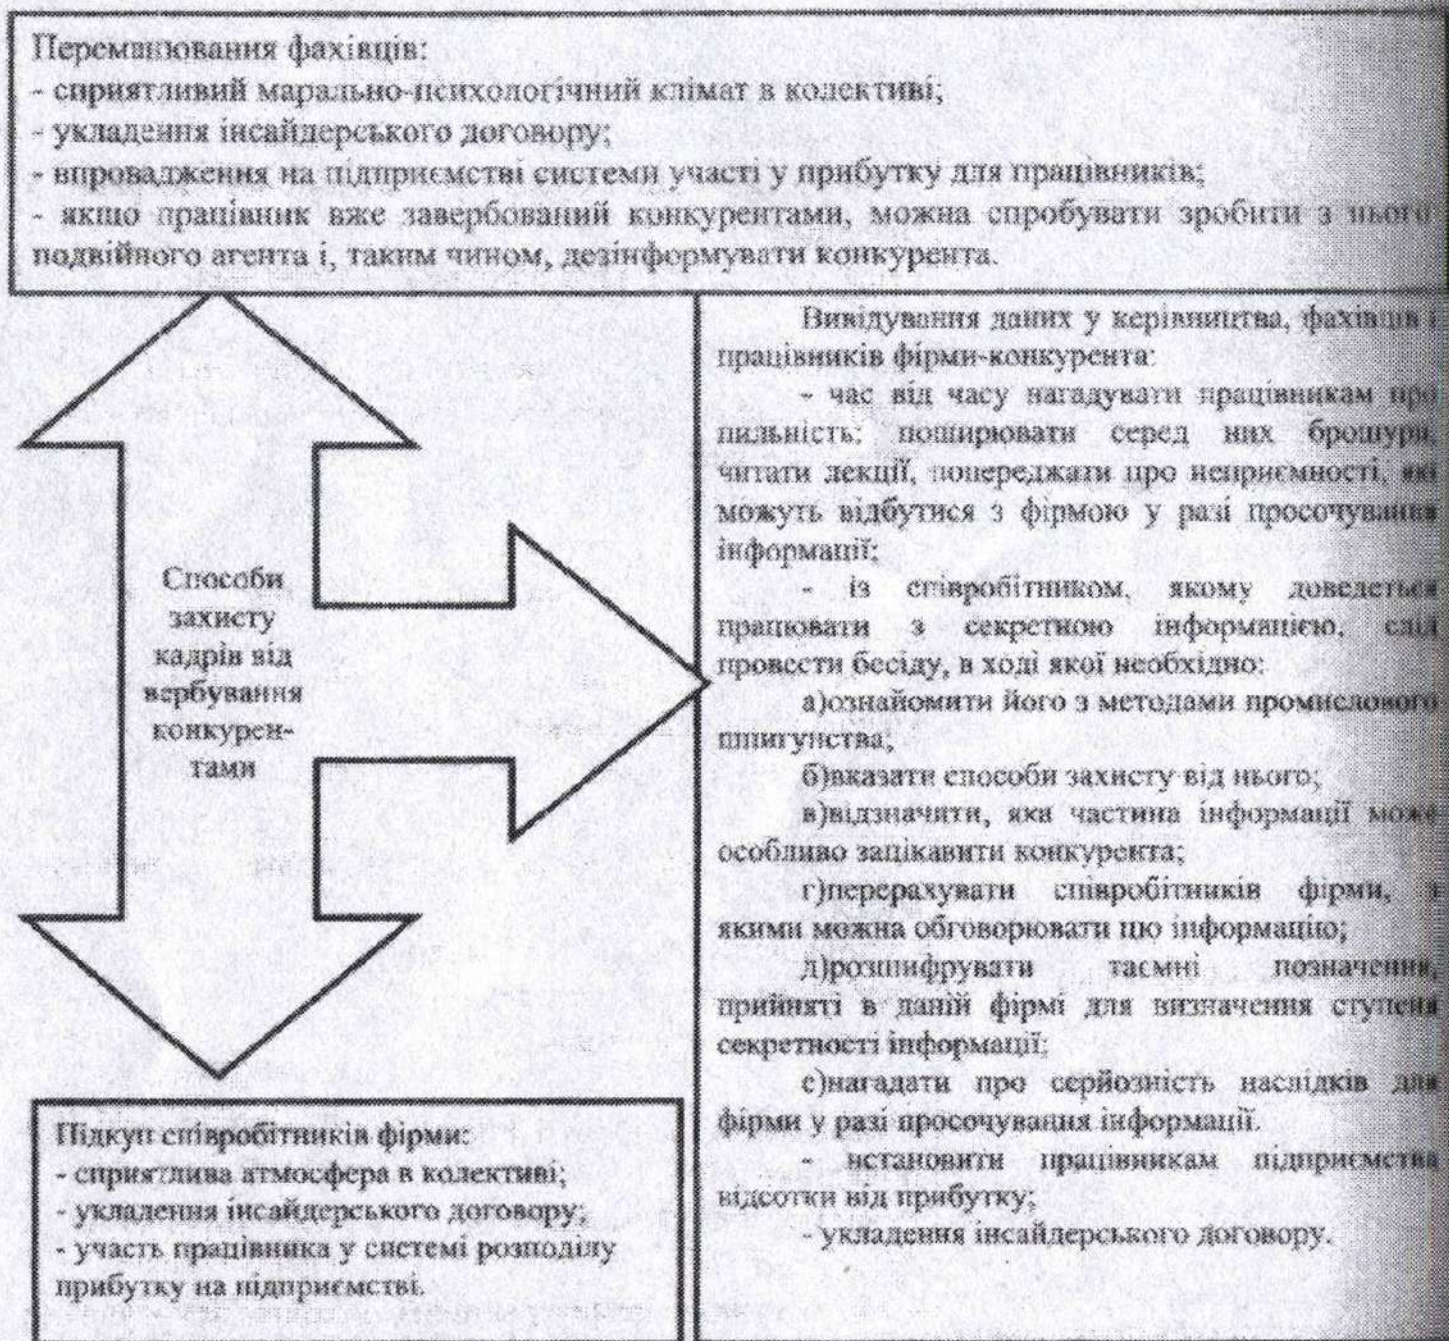 Переманювання фахівців:
- сприятливий марально-психологічний клімат в колективі;
- укладення інсайдерського договору;
- впровадження на підприємстві системи участі у прибутку для працівників;
- якщо працівник вже завербований конкурентами, можна спробувати зробити з нього
подвійного агента і, таким чином, дезінформувати конкурента.
Способи
захисту
кадрів від
вербування
конкурен-
тами
Вивідування даних у керівництва, фахівців і
працівників фірми-конкурента:
- час від часу нагадувати працівникам про
пильність: поширювати серед них брошури,
читати лекції, попереджати про неприємності, які
можуть відбутися з фірмою у разі просочування
інформації;
- із співробітником, якому доведеться
працювати з секретною інформацією, слід
провести бесіду, в ході якої необхідно:
а)ознайомити його з методами промислового
шпигунства;
б)вказати способи захисту від нього;
в)відзначити, яка частина інформації може
особливо зацікавити конкурента;
г)перерахувати співробітників фірми, з
якими можна обговорювати цю інформацію;
д)розшифрувати таємні позначення,
прийняті в даній фірмі для визначення ступеня
секретності інформації;
е)нагадати про серйозність наслідків для
фірми у разі просочування інформації.
- встановити працівникам підприємства
відсотки від прибутку;
- укладення інсайдерського договору.
Підкуп співробітників фірми:
- сприятлива атмосфера в колективі;
- укладення інсайдерського договору;
- участь працівника у системі розподілу
прибутку на підприємстві.